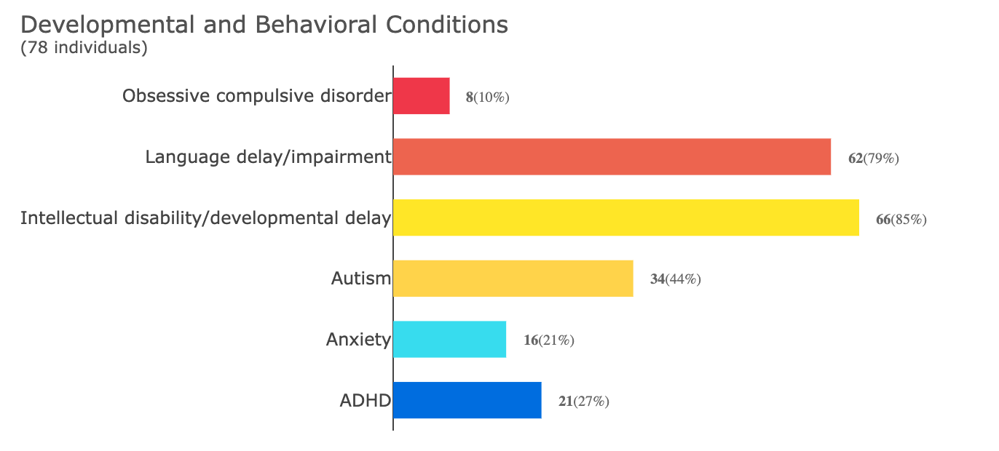 Developmental and Behavioral Conditions
(78 individuals)
Obsessive compulsive disorder 8(10%)
Language delay/impairment 62(79%)
Intellectual disability/developmental delay 66(85%)
Autism 34(44%)
Anxiety 16(21%)
ADHD 21(27%)